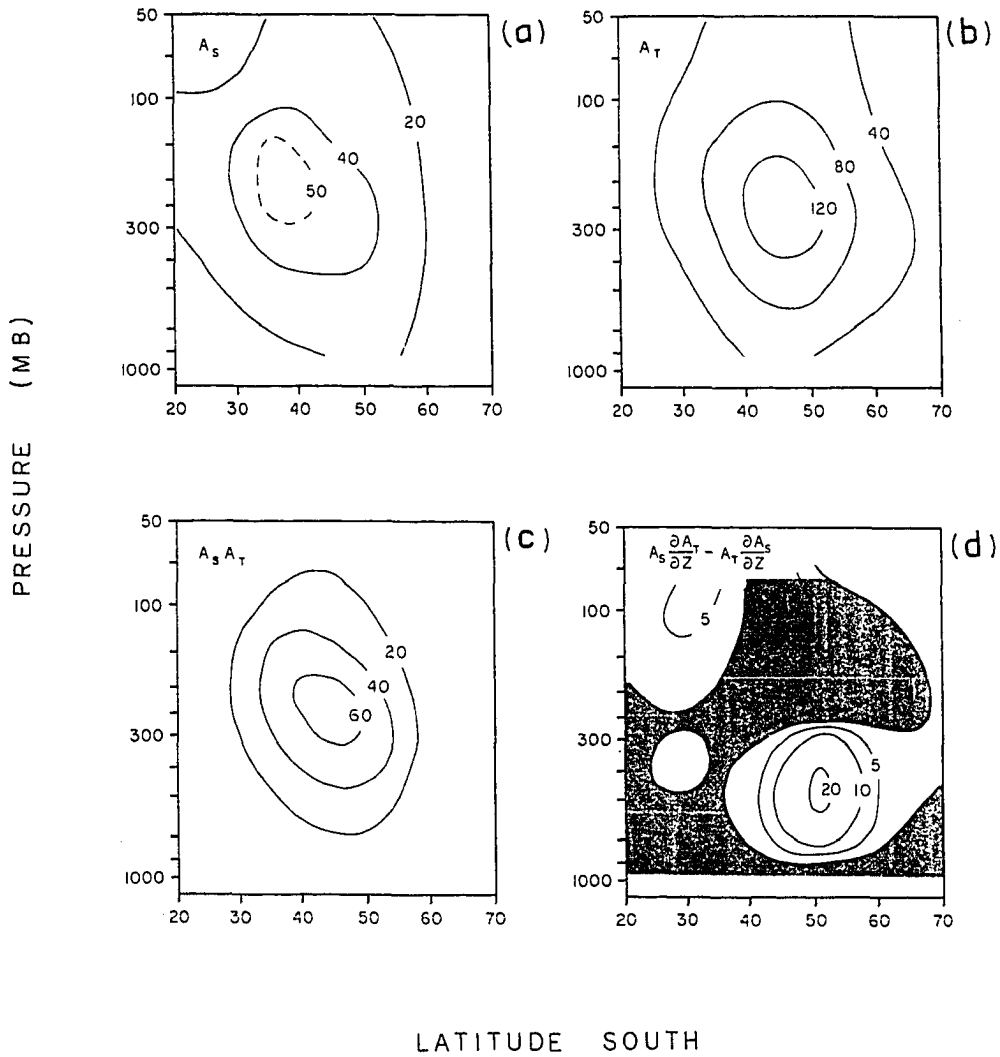 50
100
300
1000
20 30 40 50 60 70
A_S
20
40
50
(a)
50
100
300
1000
20 30 40 50 60 70
A_T
40
80
120
(b)
PRESSURE (MB)
50
100
300
1000
20 30 40 50 60 70
A_S A_T
20
40
60
(c)
50
100
300
1000
20 30 40 50 60 70
A_S ∂A_T/∂Z - A_T ∂A_S/∂Z
5
5
20 10
(d)
LATITUDE SOUTH